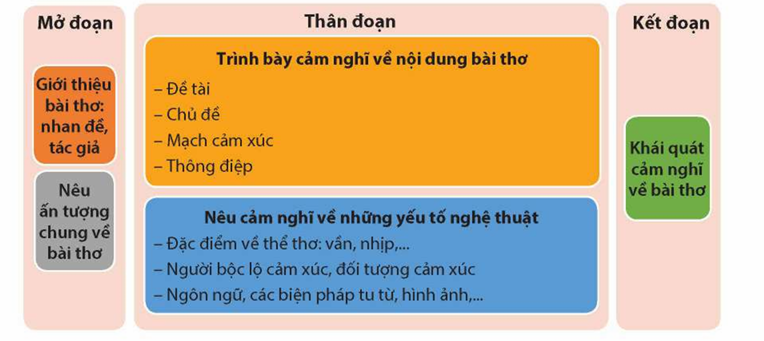 Mở đoạn
Giới thiệu
bài thơ:
nhan đề,
tác giả
Nêu
ấn tượng
chung về
bài thơ
Thân đoạn
Trình bày cảm nghĩ về nội dung bài thơ
– Đề tài
– Chủ đề
– Mạch cảm xúc
– Thông điệp
Nêu cảm nghĩ về những yếu tố nghệ thuật
– Đặc điểm về thể thơ: vần, nhịp,...
– Người bộc lộ cảm xúc, đối tượng cảm xúc
– Ngôn ngữ, các biện pháp tu từ, hình ảnh,...
Kết đoạn
Khái quát
cảm nghĩ
về bài thơ